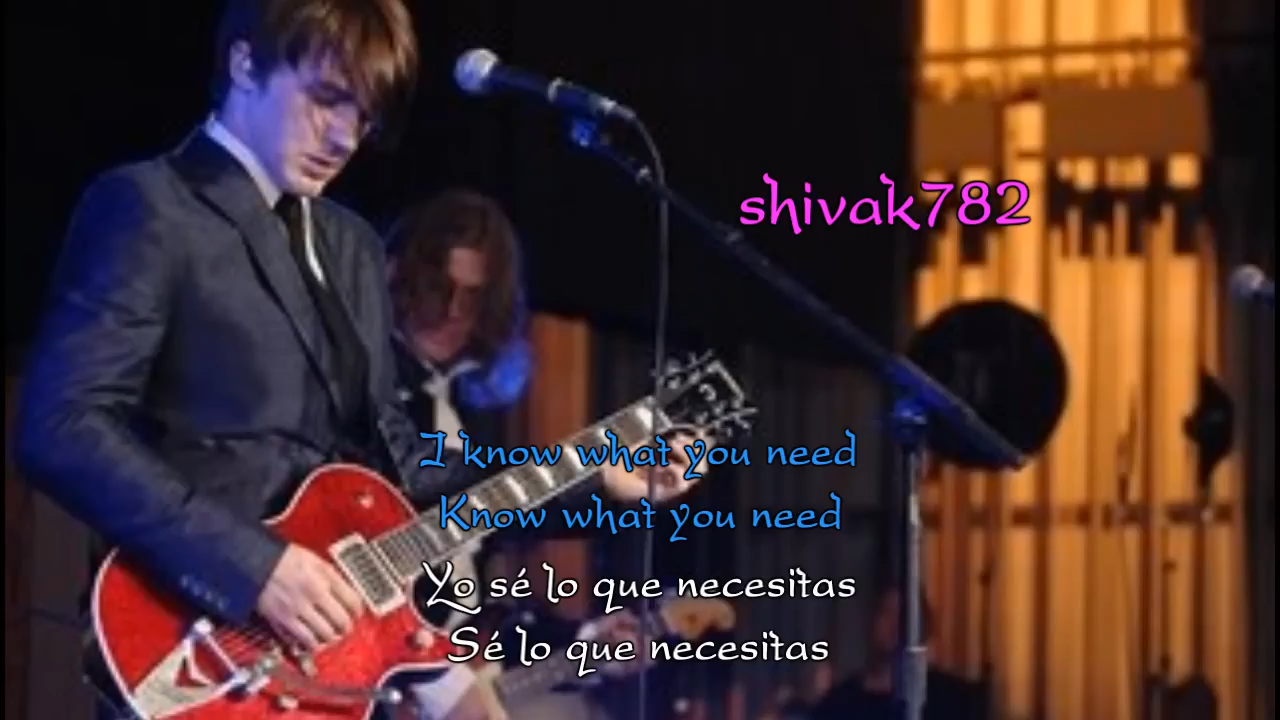 shivak782
I know what you need
Know what you need
Yo sé lo que necesitas
Sé lo que necesitas